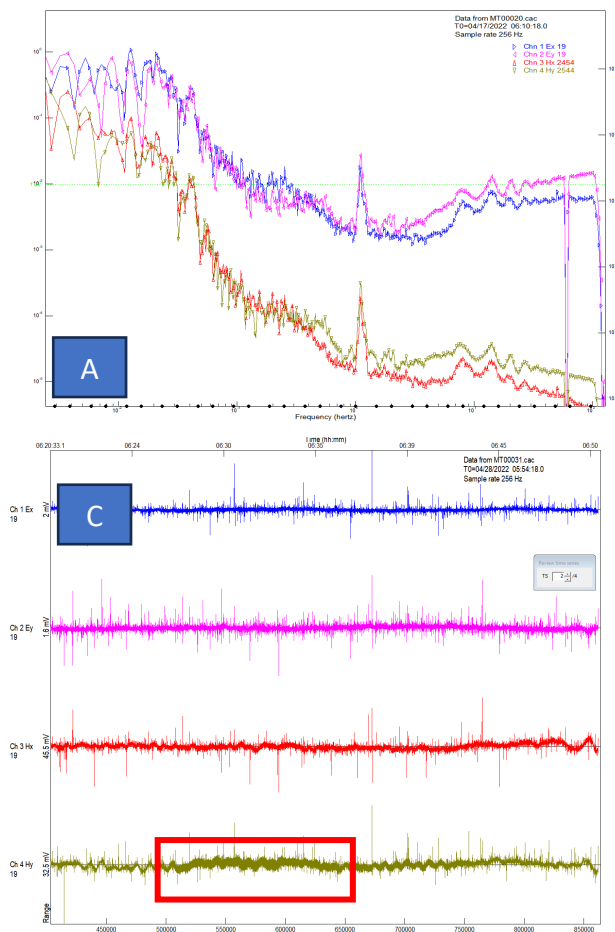 Data from MT00020.cac
T0=04/17/2022 06:10:18.0
Sample rate 256 Hz
Chn 1 Ex 19
Chn 2 Ey 19
Chn 3 Hx 2454
Chn 4 Hy 2544
A
Frequency (hertz)
Time (hh:mm)
06:20:33.1 06:24 06:30 06:35 06:39 06:45 06:50
Data from MT00031.cac
T0=04/28/2022 05:54:18.0
Sample rate 256 Hz
C
Ch 1 Ex
19
2 mV
TS 2 /4
Ch 2 Ey
19
1.6 mV
Ch 3 Hx
19
45.5 mV
Ch 4 Hy
19
32.5 mV
Range
450000 500000 550000 600000 650000 700000 750000 800000 850000